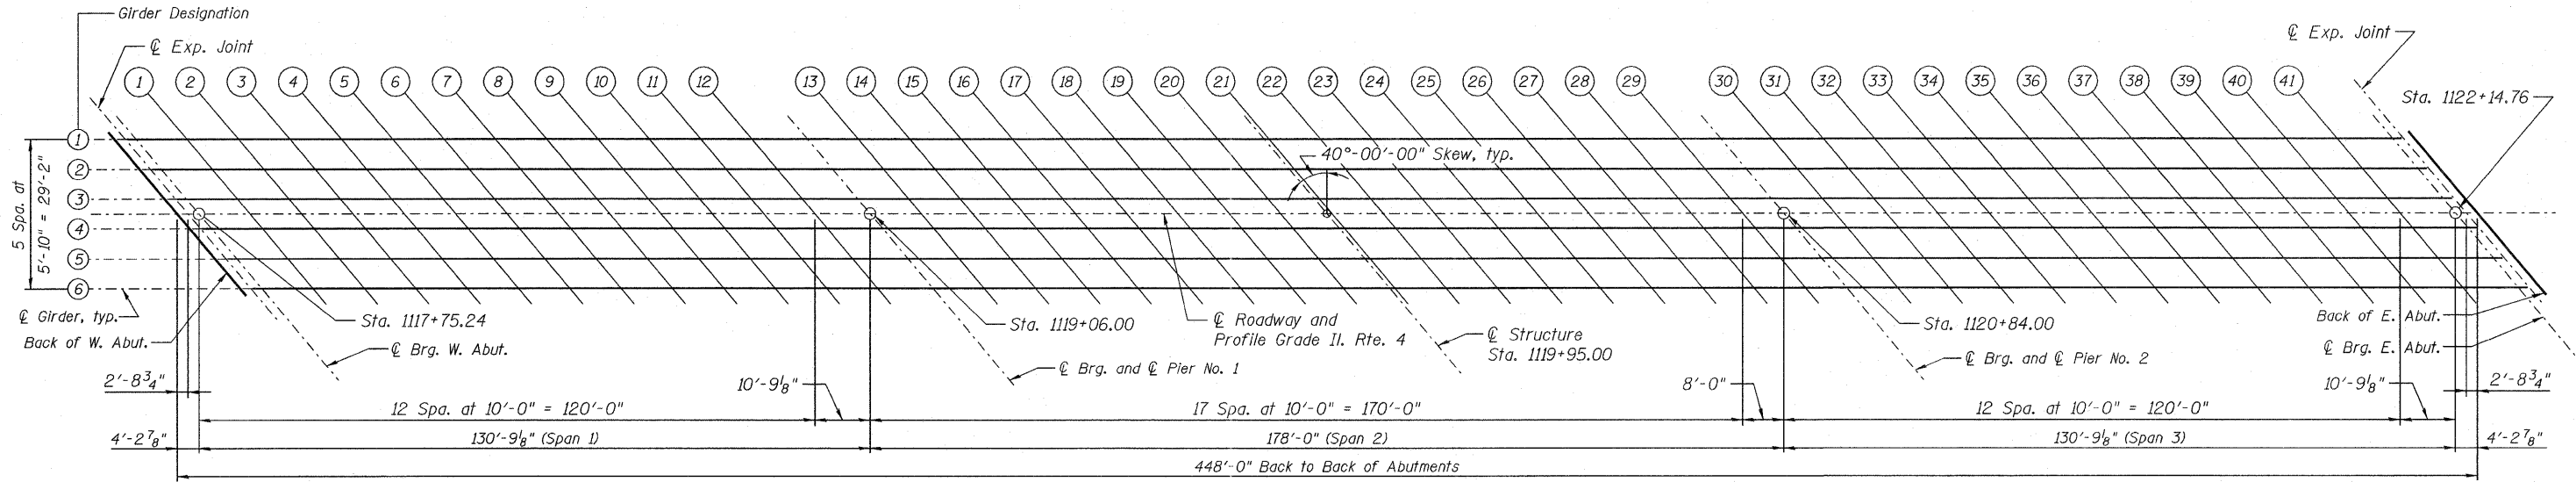 Girder Designation
℄ Exp. Joint
℄ Exp. Joint
1 2 3 4 5 6 7 8 9 10 11 12 13 14 15 16 17 18 19 20 21 22 23 24 25 26 27 28 29 30 31 32 33 34 35 36 37 38 39 40 41
Sta. 1122+14.76
1
2
3
4
5
6
5 Spa. at
5'-10" = 29'-2"
40°-00'-00" Skew, typ.
℄ Girder, typ.
Back of W. Abut.
Sta. 1117+75.24
℄ Brg. W. Abut.
Sta. 1119+06.00
℄ Brg. and ℄ Pier No. 1
℄ Roadway and
Profile Grade Il. Rte. 4
℄ Structure
Sta. 1119+95.00
Sta. 1120+84.00
℄ Brg. and ℄ Pier No. 2
Back of E. Abut.
℄ Brg. E. Abut.
2'-8¾"
10'-9⅛"
8'-0"
10'-9⅛"
2'-8¾"
12 Spa. at 10'-0" = 120'-0"
17 Spa. at 10'-0" = 170'-0"
12 Spa. at 10'-0" = 120'-0"
4'-2⅞"
130'-9⅛" (Span 1)
178'-0" (Span 2)
130'-9⅛" (Span 3)
4'-2⅞"
448'-0" Back to Back of Abutments